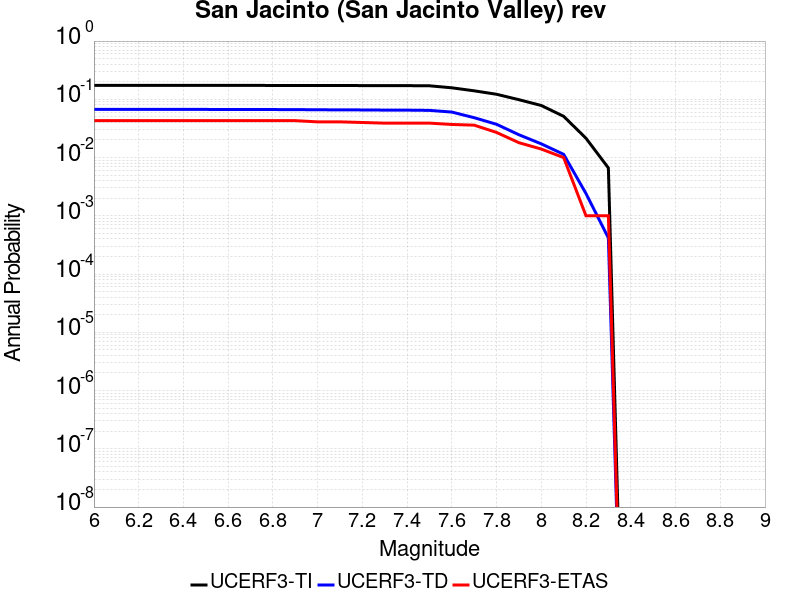 San Jacinto (San Jacinto Valley) rev
10^0
10^-1
10^-2
10^-3
10^-4
10^-5
10^-6
10^-7
10^-8
Annual Probability
6 6.2 6.4 6.6 6.8 7 7.2 7.4 7.6 7.8 8 8.2 8.4 8.6 8.8 9
Magnitude
UCERF3-TI UCERF3-TD UCERF3-ETAS